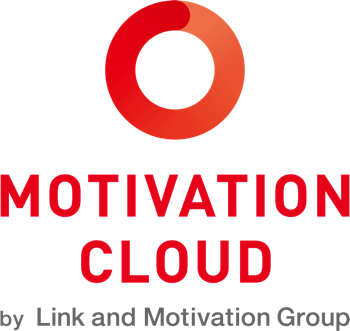 MOTIVATION
CLOUD
by Link and Motivation Group